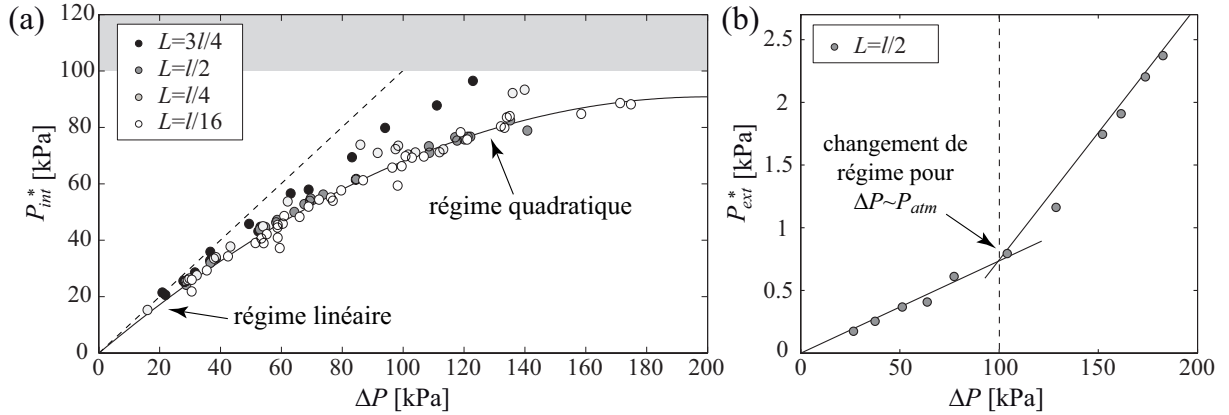 (a)
120
100
80
60
40
20
0
P*int [kPa]
L=3l/4
L=l/2
L=l/4
L=l/16
régime quadratique
régime linéaire
0 20 40 60 80 100 120 140 160 180 200
ΔP [kPa]
(b)
2.5
2
1.5
1
0.5
0
P*ext [kPa]
L=l/2
changement de
régime pour
ΔP~Patm
0 50 100 150 200
ΔP [kPa]